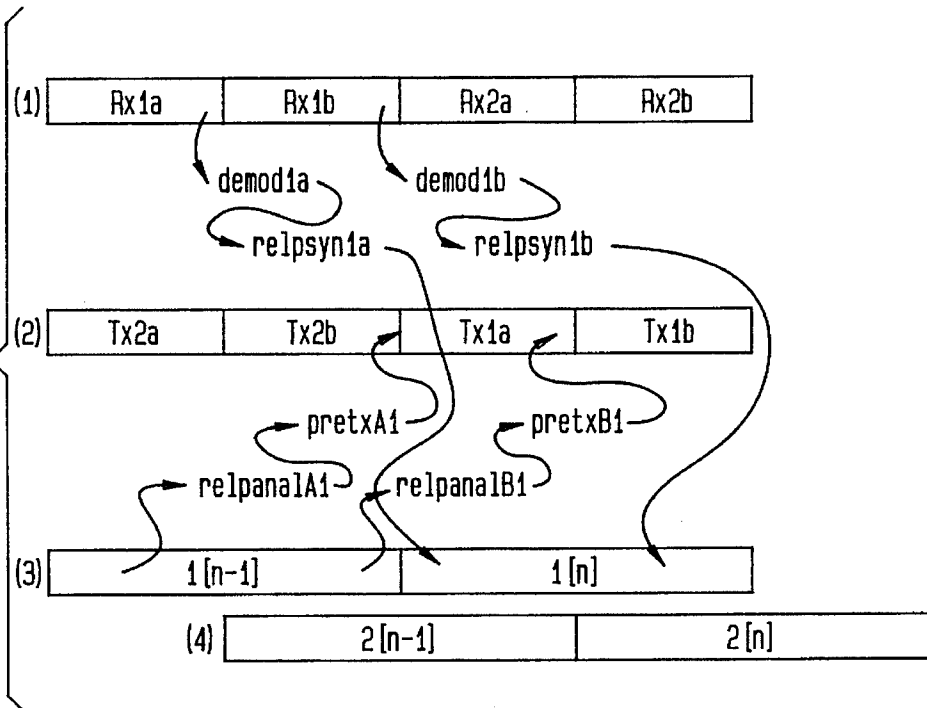 (1) Rx1a Rx1b Rx2a Rx2b
demod1a demod1b
relpsyn1a relpsyn1b
(2) Tx2a Tx2b Tx1a Tx1b
pretxA1 pretxB1
relpanalA1 relpanalB1
(3) 1[n-1] 1[n]
(4) 2[n-1] 2[n]